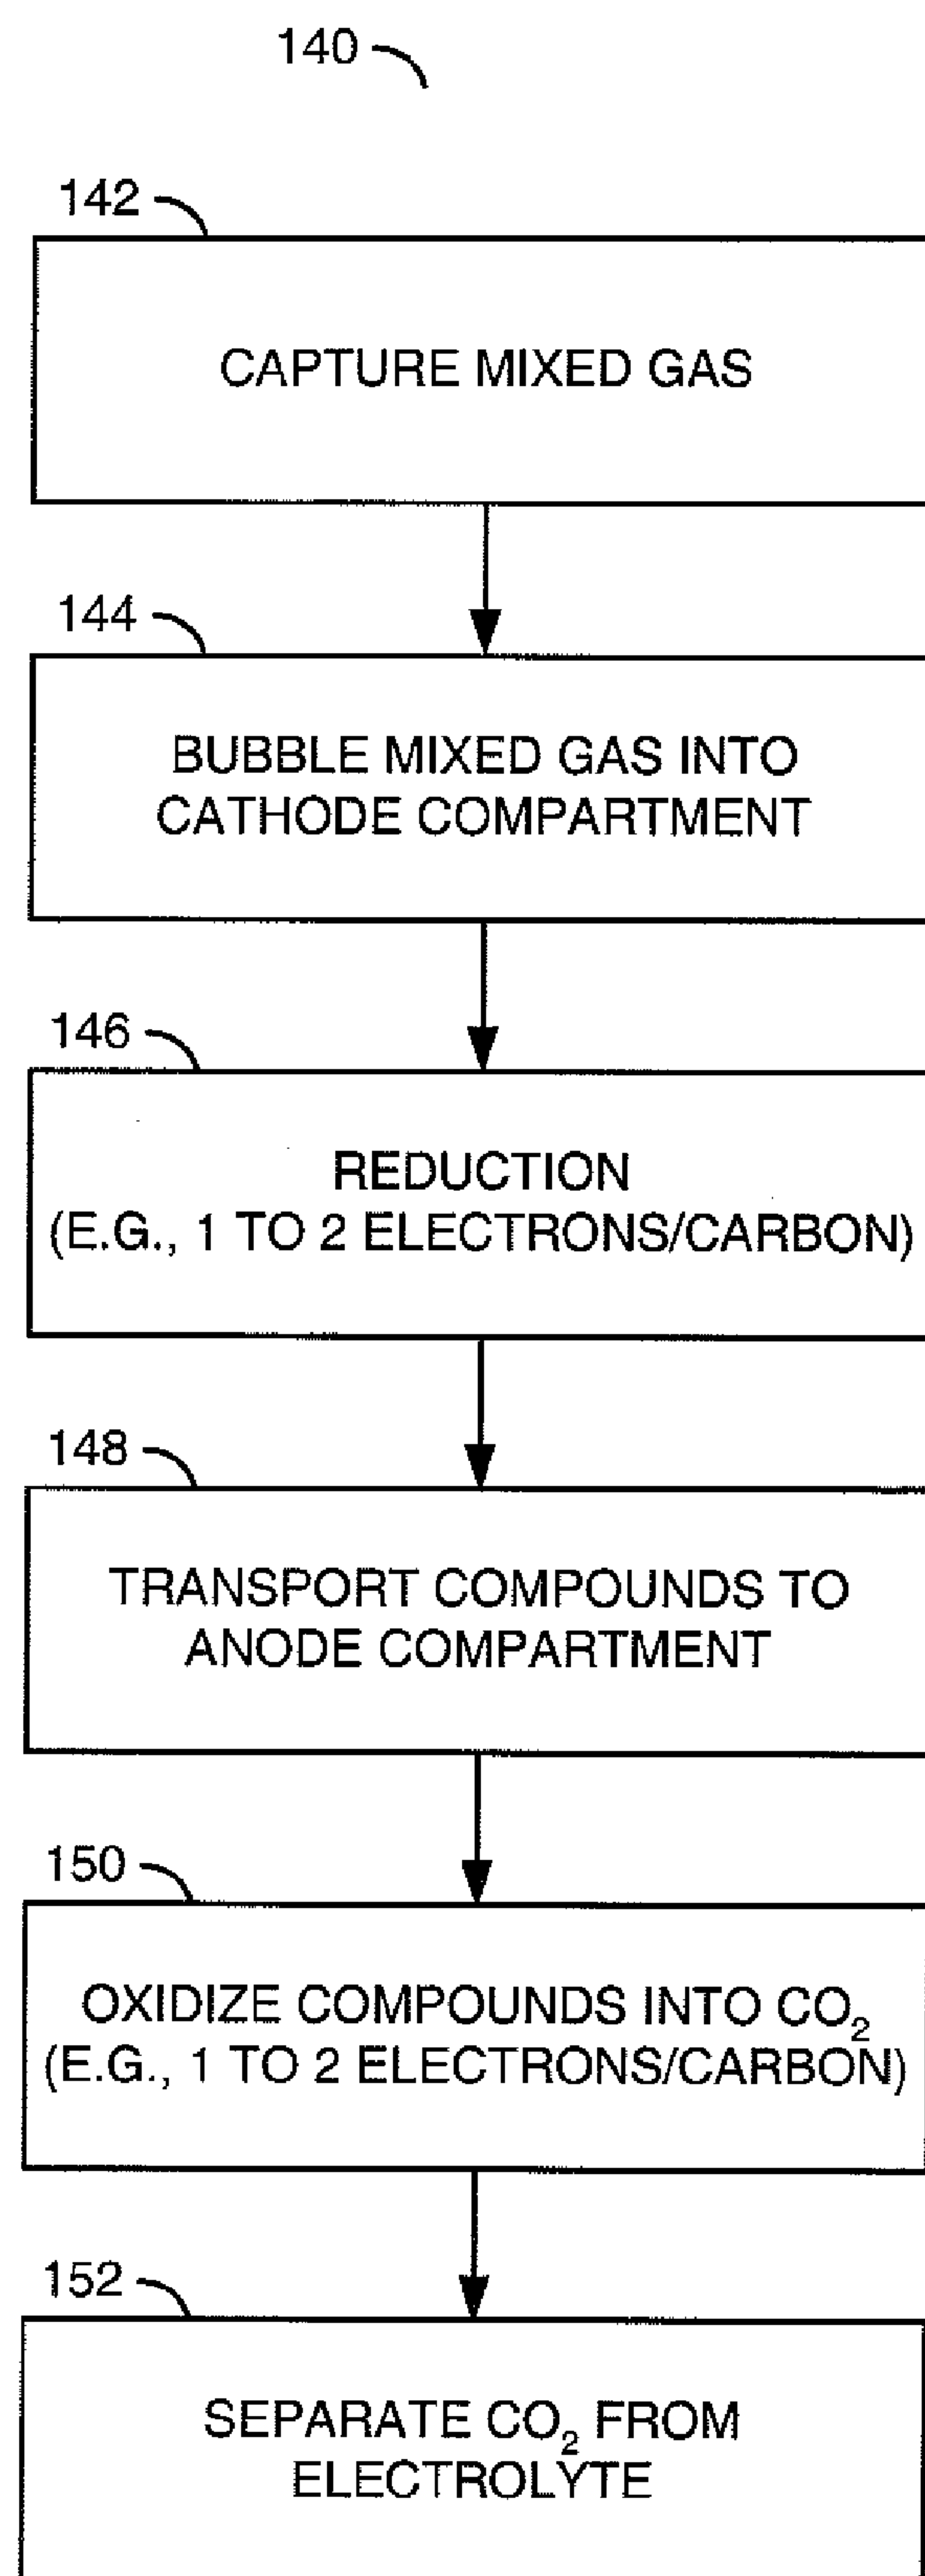 140
142
CAPTURE MIXED GAS
144
BUBBLE MIXED GAS INTO
CATHODE COMPARTMENT
146
REDUCTION
(E.G., 1 TO 2 ELECTRONS/CARBON)
148
TRANSPORT COMPOUNDS TO
ANODE COMPARTMENT
150
OXIDIZE COMPOUNDS INTO CO₂
(E.G., 1 TO 2 ELECTRONS/CARBON)
152
SEPARATE CO₂ FROM
ELECTROLYTE